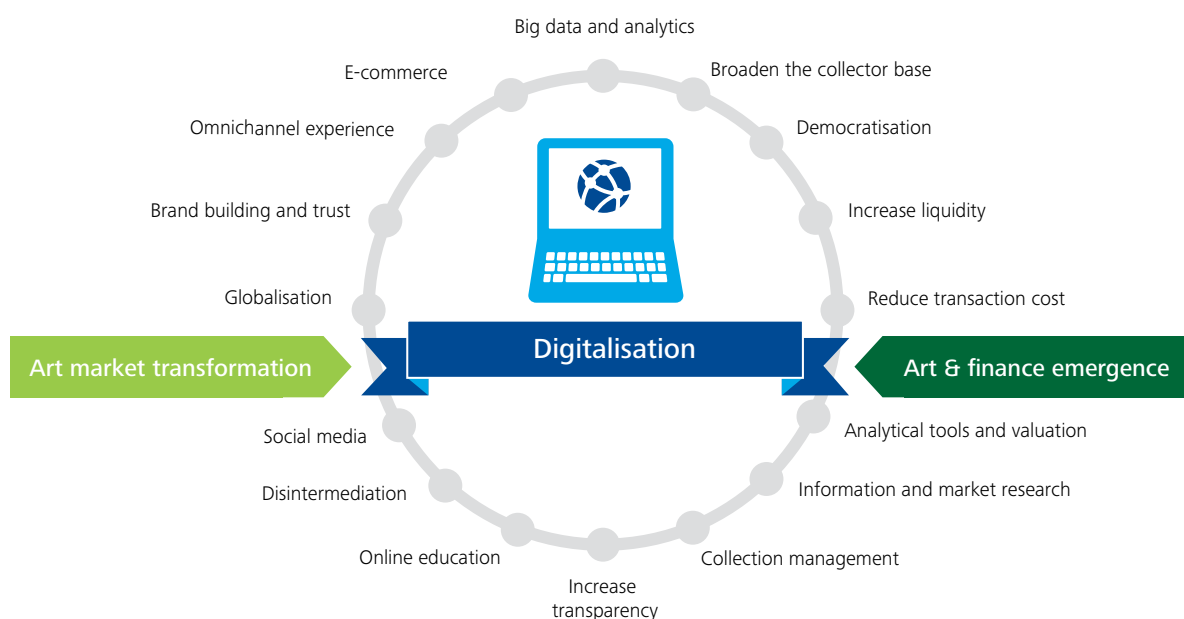 Big data and analytics
E-commerce
Broaden the collector base
Omnichannel experience
Democratisation
Brand building and trust
Increase liquidity
Globalisation
Reduce transaction cost
Digitalisation
Art market transformation
Art & finance emergence
Social media
Analytical tools and valuation
Disintermediation
Information and market research
Online education
Collection management
Increase
transparency